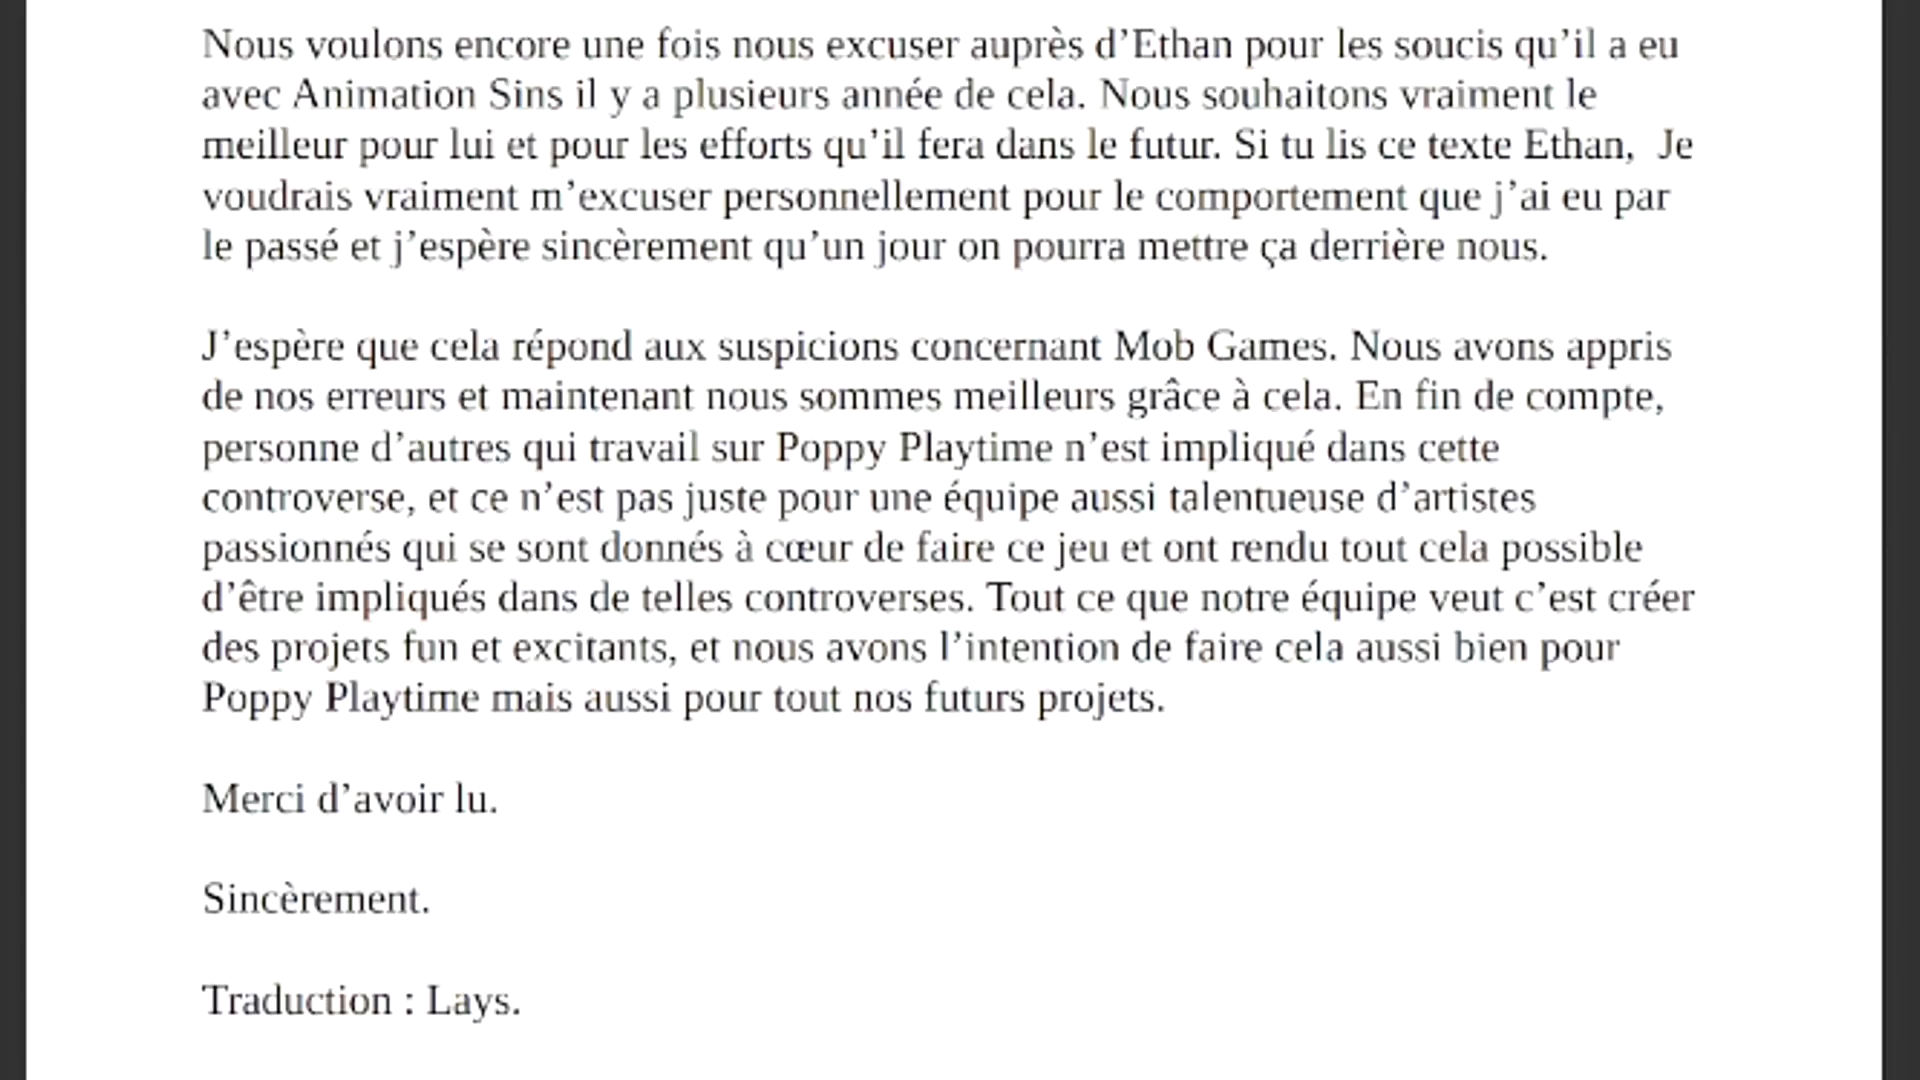 Nous voulons encore une fois nous excuser auprès d’Ethan pour les soucis qu’il a eu
avec Animation Sins il y a plusieurs année de cela. Nous souhaitons vraiment le
meilleur pour lui et pour les efforts qu’il fera dans le futur. Si tu lis ce texte Ethan,  Je
voudrais vraiment m’excuser personnellement pour le comportement que j’ai eu par
le passé et j’espère sincèrement qu’un jour on pourra mettre ça derrière nous.
J’espère que cela répond aux suspicions concernant Mob Games. Nous avons appris
de nos erreurs et maintenant nous sommes meilleurs grâce à cela. En fin de compte,
personne d’autres qui travail sur Poppy Playtime n’est impliqué dans cette
controverse, et ce n’est pas juste pour une équipe aussi talentueuse d’artistes
passionnés qui se sont donnés à cœur de faire ce jeu et ont rendu tout cela possible
d’être impliqués dans de telles controverses. Tout ce que notre équipe veut c’est créer
des projets fun et excitants, et nous avons l’intention de faire cela aussi bien pour
Poppy Playtime mais aussi pour tout nos futurs projets.
Merci d’avoir lu.
Sincèrement.
Traduction : Lays.